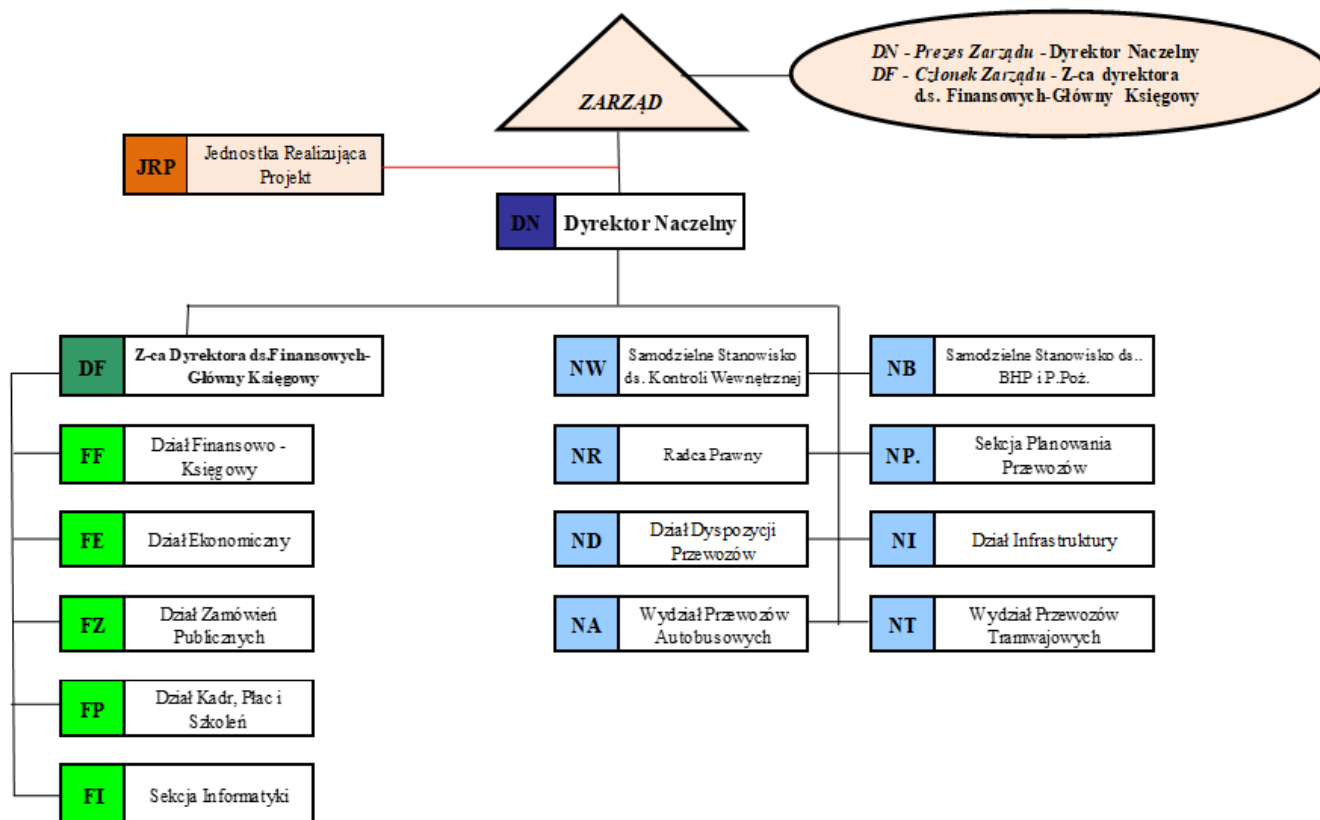 DN - Prezes Zarządu - Dyrektor Naczelny
DF - Członek Zarządu - Z-ca dyrektora
d.s. Finansowych-Główny Księgowy
ZARZĄD
JRP
Jednostka Realizująca
Projekt
DN
Dyrektor Naczelny
DF
Z-ca Dyrektora ds.Finansowych-
Główny Księgowy
NW
Samodzielne Stanowisko
ds. Kontroli Wewnętrznej
NB
Samodzielne Stanowisko ds..
BHP i P.Poż.
FF
Dział Finansowo -
Księgowy
NR
Radca Prawny
NP.
Sekcja Planowania
Przewozów
FE
Dział Ekonomiczny
ND
Dział Dyspozycji
Przewozów
NI
Dział Infrastruktury
FZ
Dział Zamówień
Publicznych
NA
Wydział Przewozów
Autobusowych
NT
Wydział Przewozów
Tramwajowych
FP
Dział Kadr, Płac i
Szkoleń
FI
Sekcja Informatyki